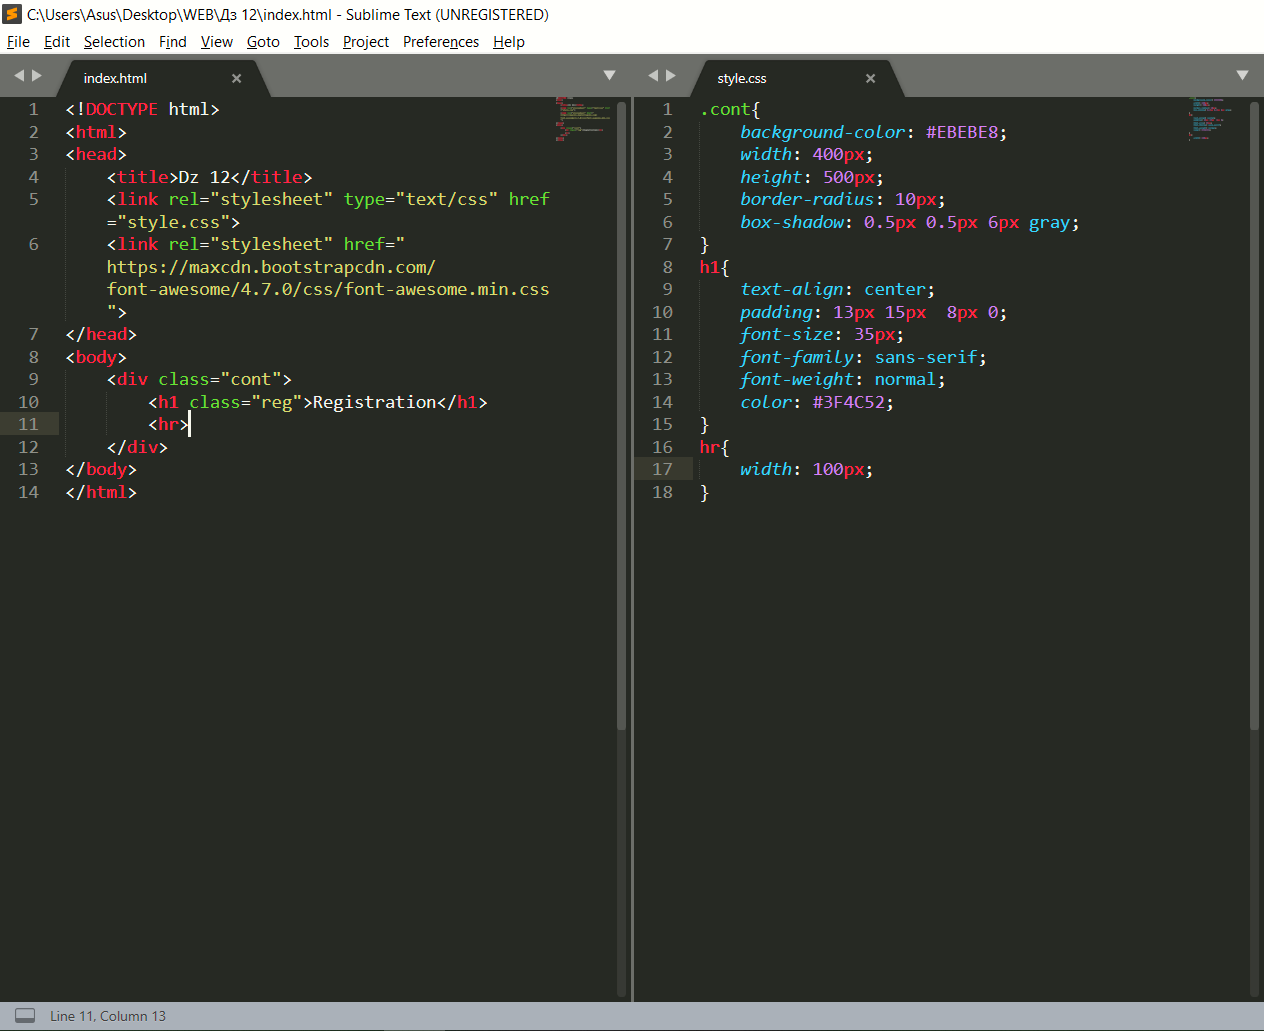 C:\Users\Asus\Desktop\WEB\Дз 12\index.html - Sublime Text (UNREGISTERED)
File Edit Selection Find View Goto Tools Project Preferences Help
index.html
1 <!DOCTYPE html>
2 <html>
3 <head>
4 <title>Dz 12</title>
5 <link rel="stylesheet" type="text/css" href
="style.css">
6 <link rel="stylesheet" href="
https://maxcdn.bootstrapcdn.com/
font-awesome/4.7.0/css/font-awesome.min.css
">
7 </head>
8 <body>
9 <div class="cont">
10 <h1 class="reg">Registration</h1>
11 <hr>
12 </div>
13 </body>
14 </html>
style.css
1 .cont{
2 background-color: #EBEBE8;
3 width: 400px;
4 height: 500px;
5 border-radius: 10px;
6 box-shadow: 0.5px 0.5px 6px gray;
7 }
8 h1{
9 text-align: center;
10 padding: 13px 15px  8px 0;
11 font-size: 35px;
12 font-family: sans-serif;
13 font-weight: normal;
14 color: #3F4C52;
15 }
16 hr{
17 width: 100px;
18 }
Line 11, Column 13